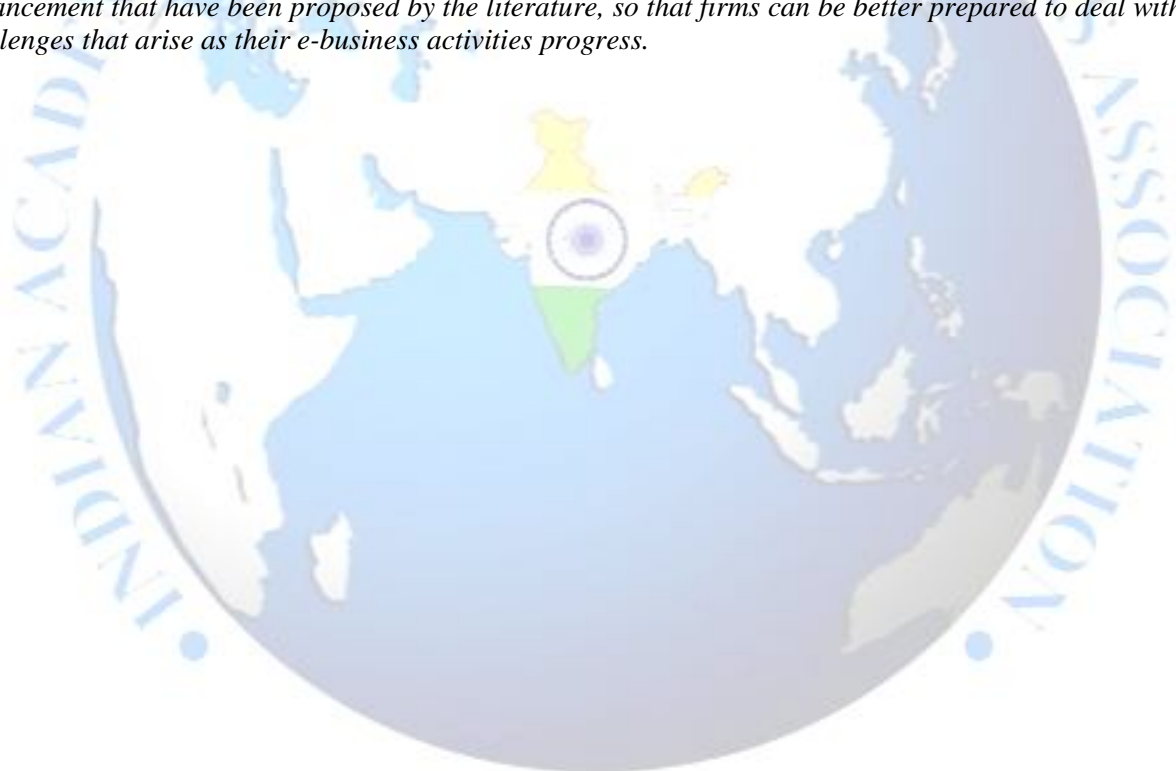 ancement that have been proposed by the literature, so that firms can be better prepared to deal with
llenges that arise as their e-business activities progress.
INDIAN ACAD
ASSOCIATION